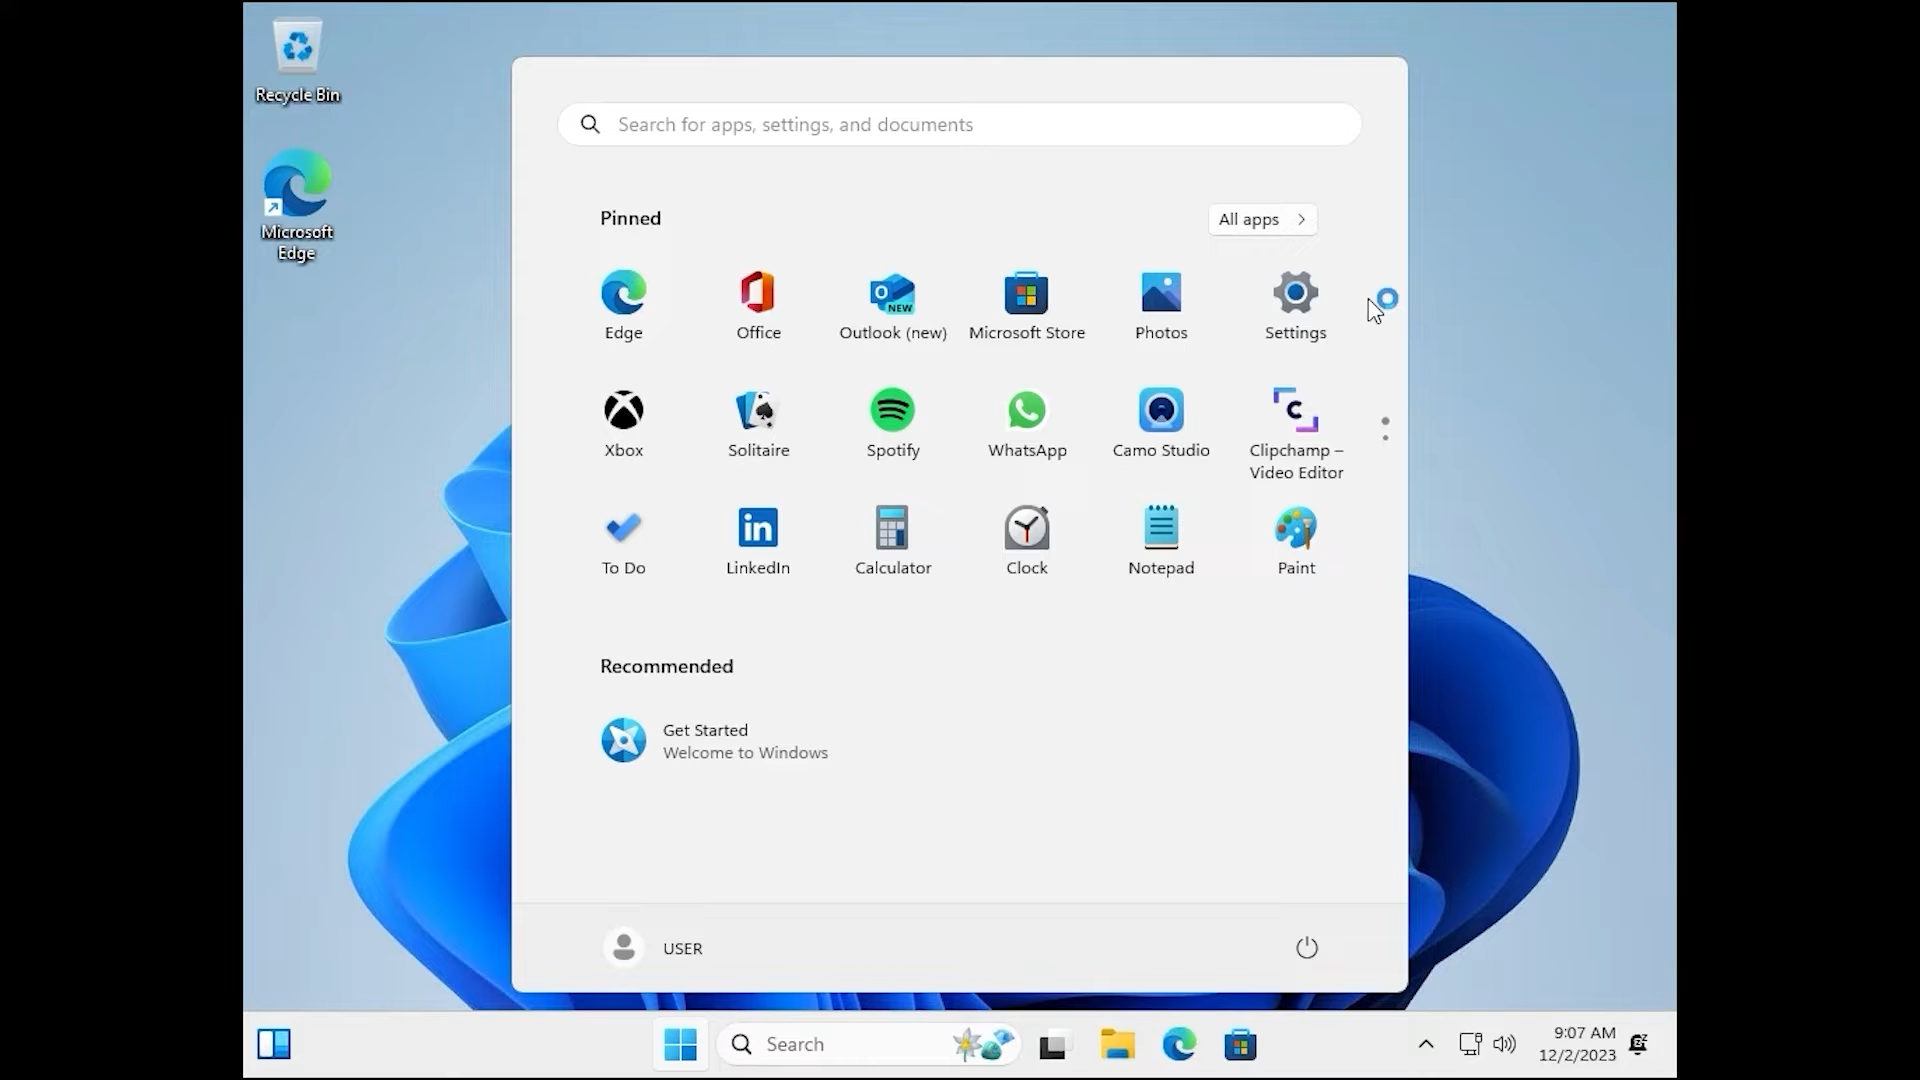 Recycle Bin
Microsoft
Edge
Search for apps, settings, and documents
Pinned
All apps
Edge
Office
NEW
Outlook (new)
Microsoft Store
Photos
Settings
Xbox
Solitaire
Spotify
WhatsApp
Camo Studio
Clipchamp –
Video Editor
To Do
in
LinkedIn
Calculator
Clock
Notepad
Paint
Recommended
Get Started
Welcome to Windows
USER
Search
9:07 AM
12/2/2023